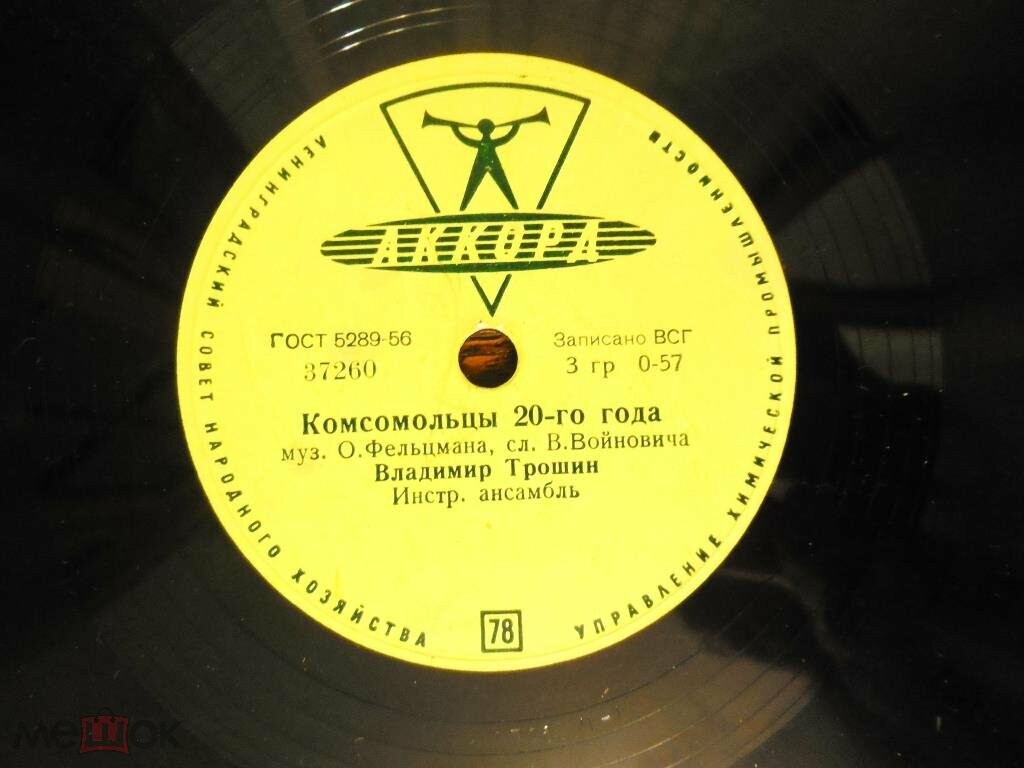 ЛЕНИНГРАДСКИЙ СОВЕТ НАРОДНОГО ХОЗЯЙСТВА
УПРАВЛЕНИЕ ХИМИЧЕСКОЙ ПРОМЫШЛЕННОСТИ
АККОРД
ГОСТ 5289-56
37260
Записано ВСГ
3 гр 0-57
Комсомольцы 20-го года
муз. О.Фельцмана, сл. В.Войновича
Владимир Трошин
Инстр. ансамбль
78
мешок